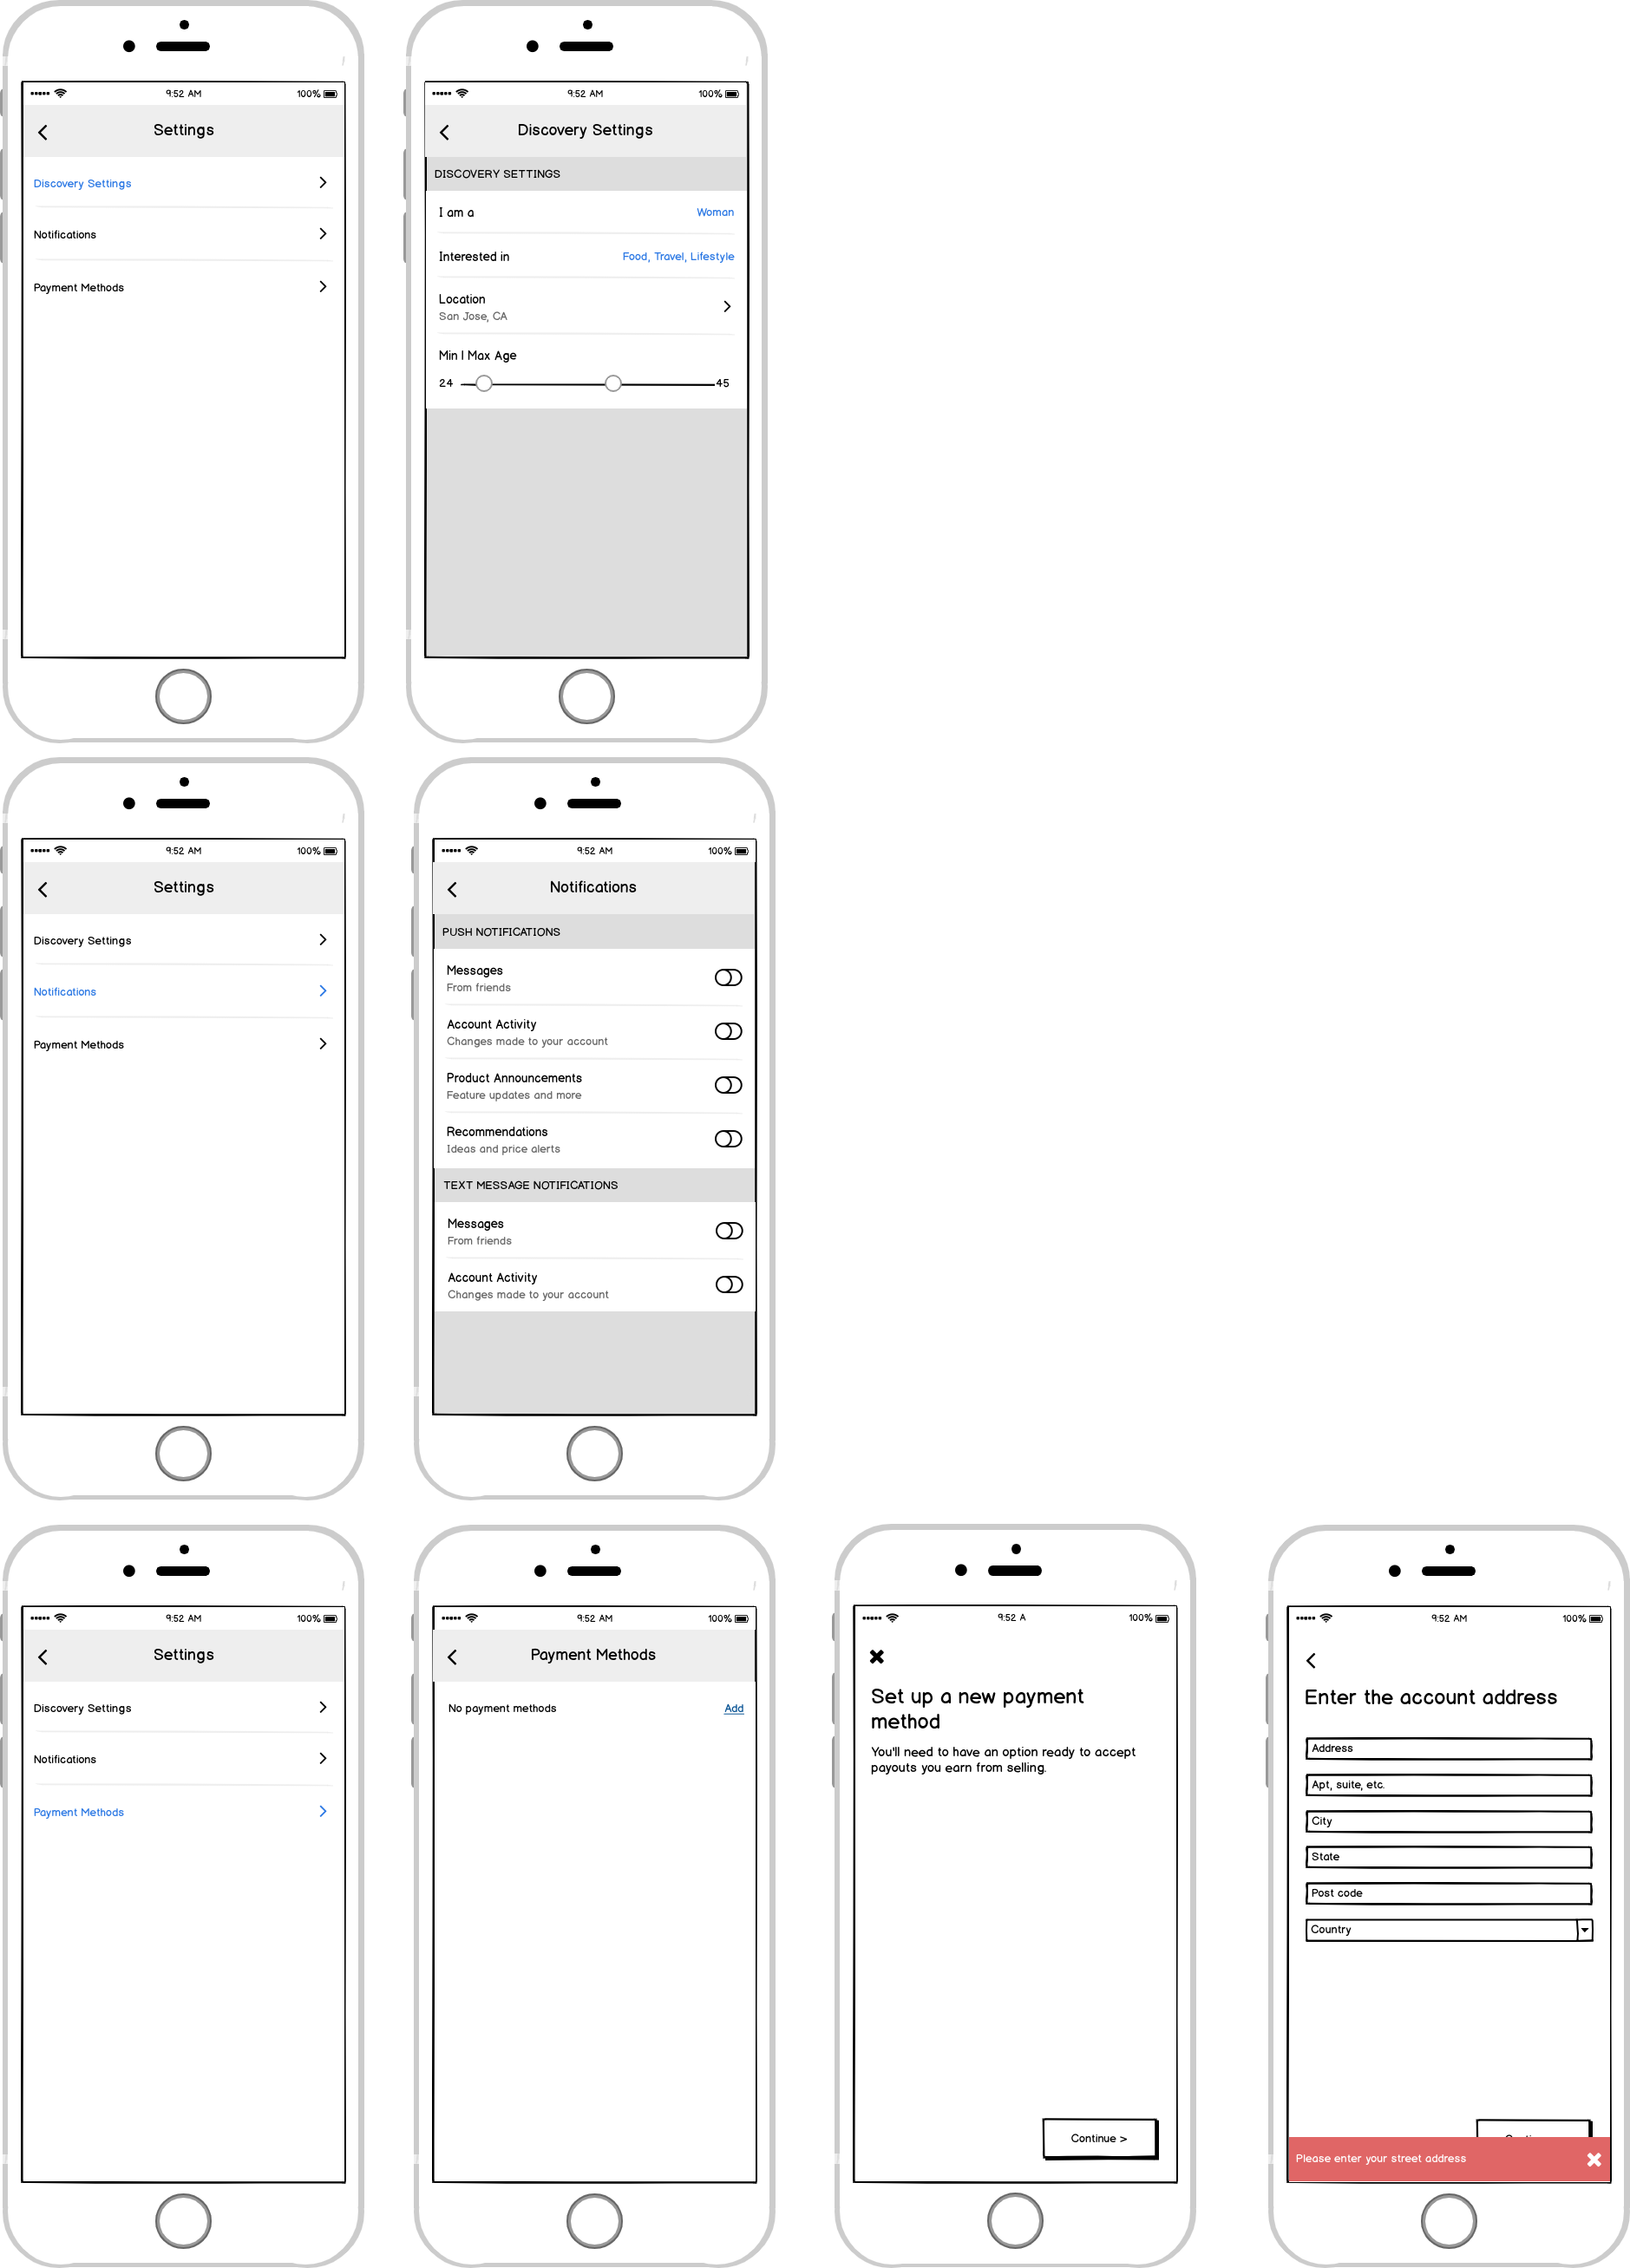 9:52 AM 100%
Settings
Discovery Settings
Notifications
Payment Methods
9:52 AM 100%
Discovery Settings
DISCOVERY SETTINGS
I am a Woman
Interested in Food, Travel, Lifestyle
Location
San Jose, CA
Min | Max Age
24 45
9:52 AM 100%
Settings
Discovery Settings
Notifications
Payment Methods
9:52 AM 100%
Notifications
PUSH NOTIFICATIONS
Messages
From friends
Account Activity
Changes made to your account
Product Announcements
Feature updates and more
Recommendations
Ideas and price alerts
TEXT MESSAGE NOTIFICATIONS
Messages
From friends
Account Activity
Changes made to your account
9:52 AM 100%
Settings
Discovery Settings
Notifications
Payment Methods
9:52 AM 100%
Payment Methods
No payment methods Add
9:52 A 100%
Set up a new payment
method
You'll need to have an option ready to accept
payouts you earn from selling.
Continue >
9:52 AM 100%
Enter the account address
Address
Apt, suite, etc.
City
State
Post code
Country
Please enter your street address